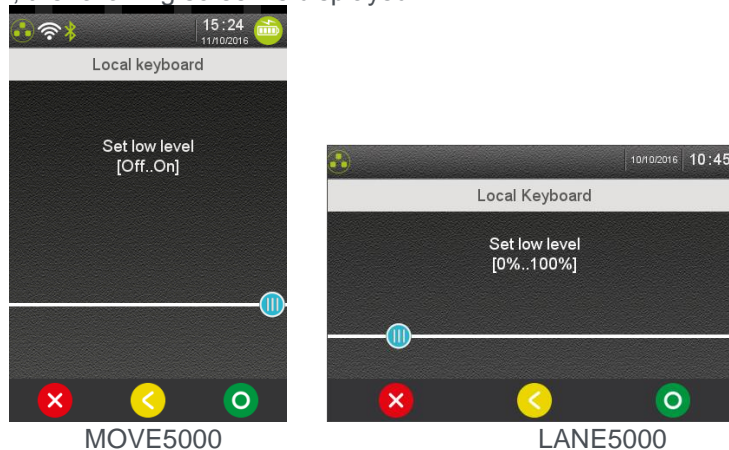 15:24
11/10/2016
Local keyboard
Set low level
[Off..On]
MOVE5000
10/10/2016 10:45
Local Keyboard
Set low level
[0%..100%]
LANE5000